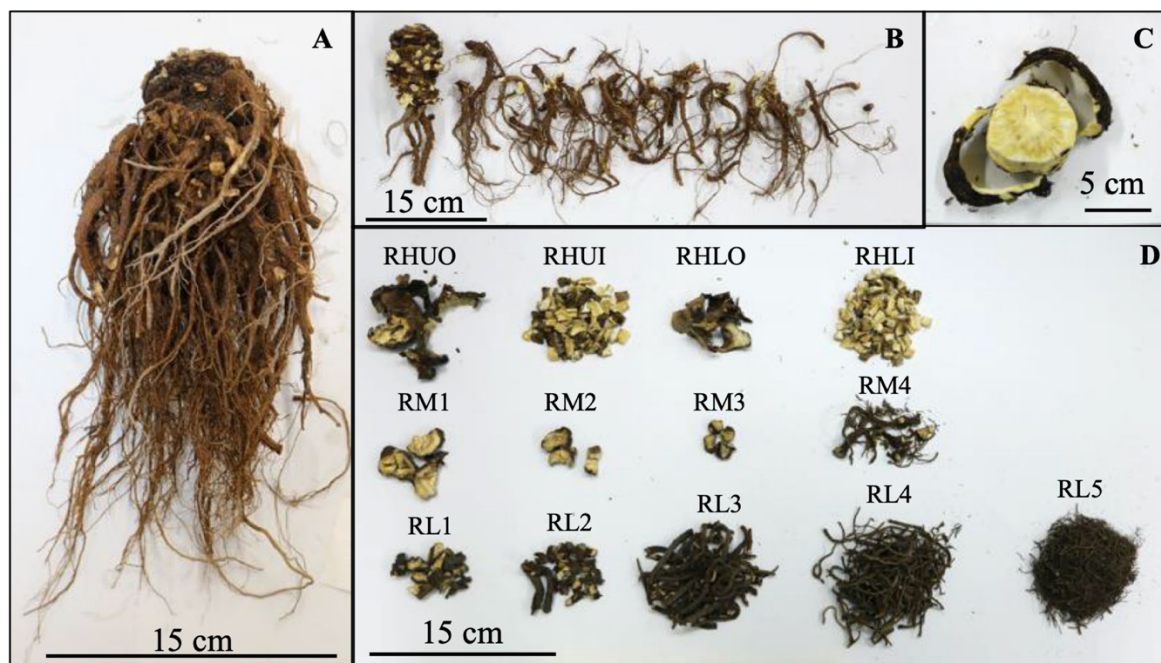 A
15 cm
B
15 cm
C
5 cm
D
RHUO RHUI RHLO RHLI
RM1 RM2 RM3 RM4
RL1 RL2 RL3 RL4 RL5
15 cm